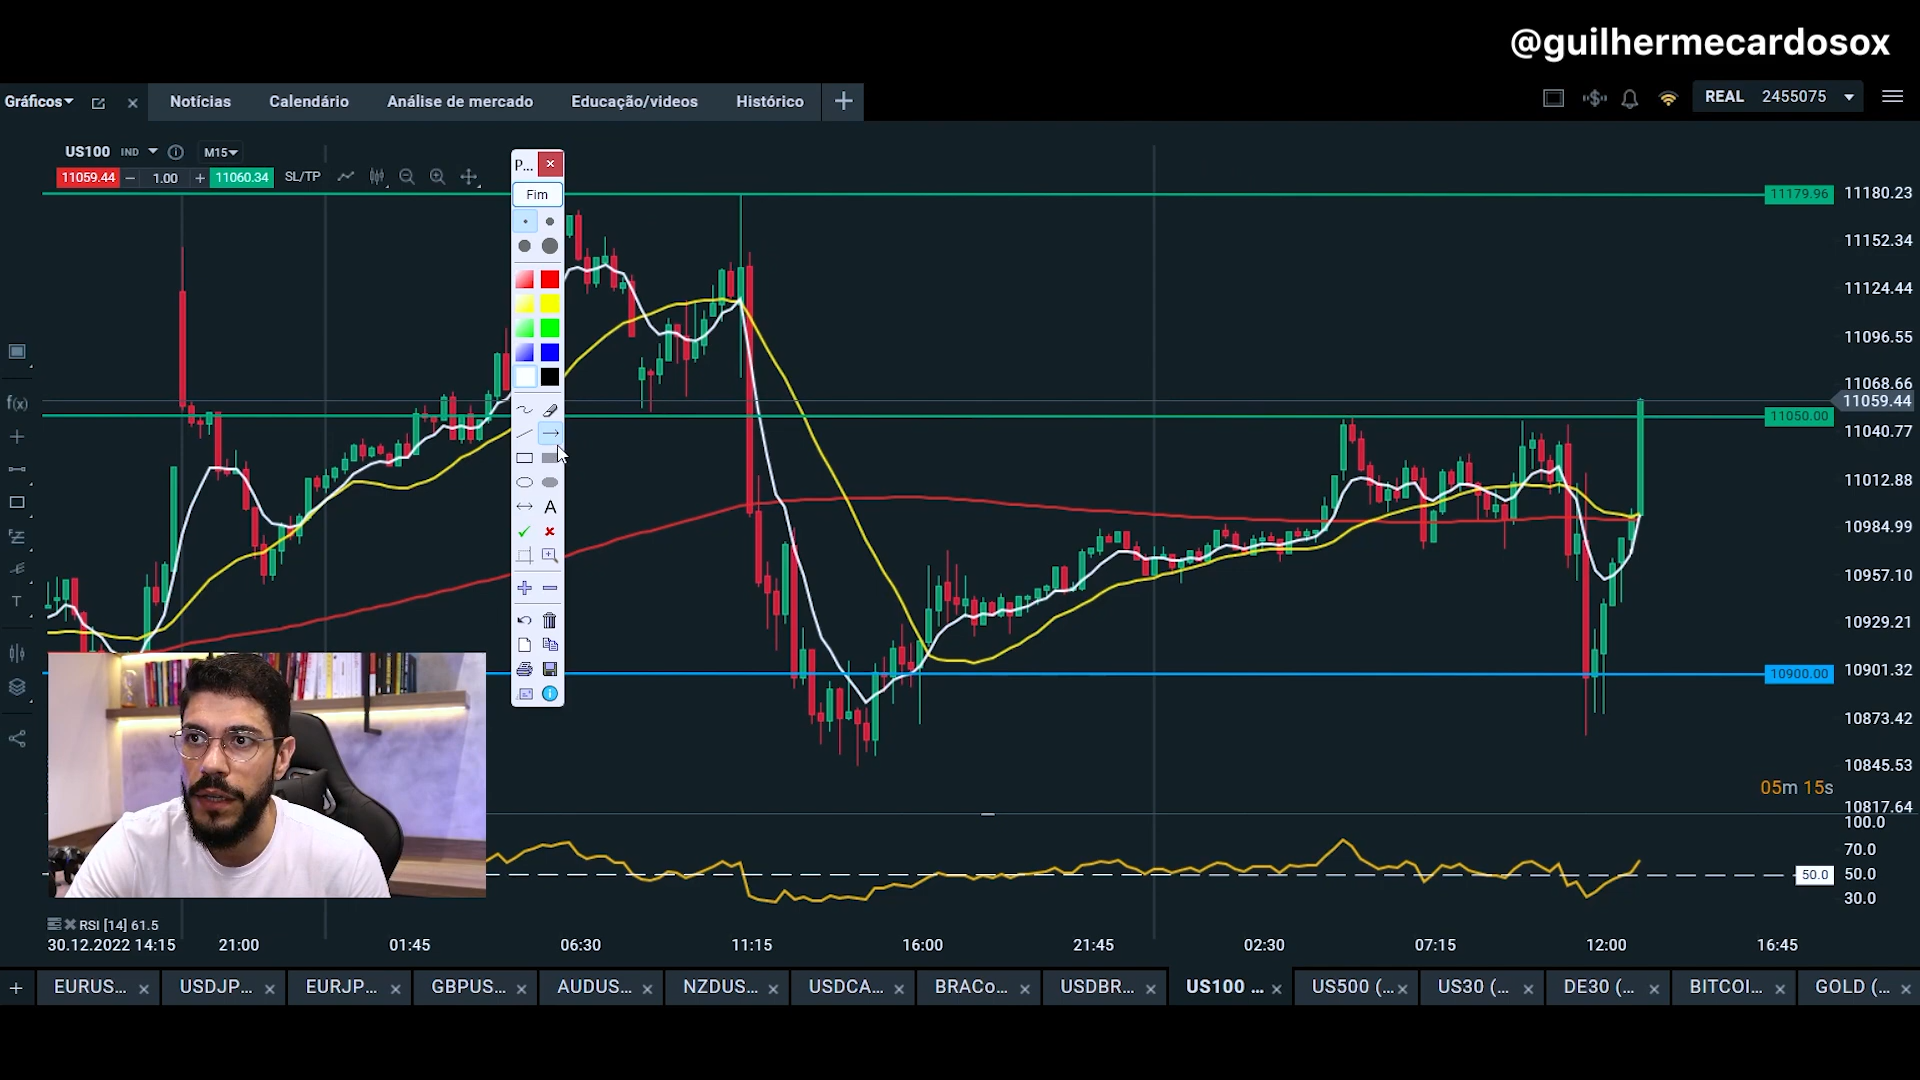 @guilhermecardosox
Gráficos Notícias Calendário Análise de mercado Educação/videos Histórico REAL 2455075
US100 IND M15
11059.44 1.00 11060.34 SL/TP
P...
Fim
A
11179.96
11050.00
10900.00
11180.23
11152.34
11124.44
11096.55
11068.66
11059.44
11040.77
11012.88
10984.99
10957.10
10929.21
10901.32
10873.42
10845.53
10817.64
05m 15s
f(x)
T
100.0
70.0
50.0 50.0
30.0
RSI [14] 61.5
30.12.2022 14:15 21:00 01:45 06:30 11:15 16:00 21:45 02:30 07:15 12:00 16:45
EURUS... USDJP... EURJP... GBPUS... AUDUS... NZDUS... USDCA... BRACo... USDBR... US100 ... US500 (... US30 (... DE30 (... BITCOI... GOLD (...